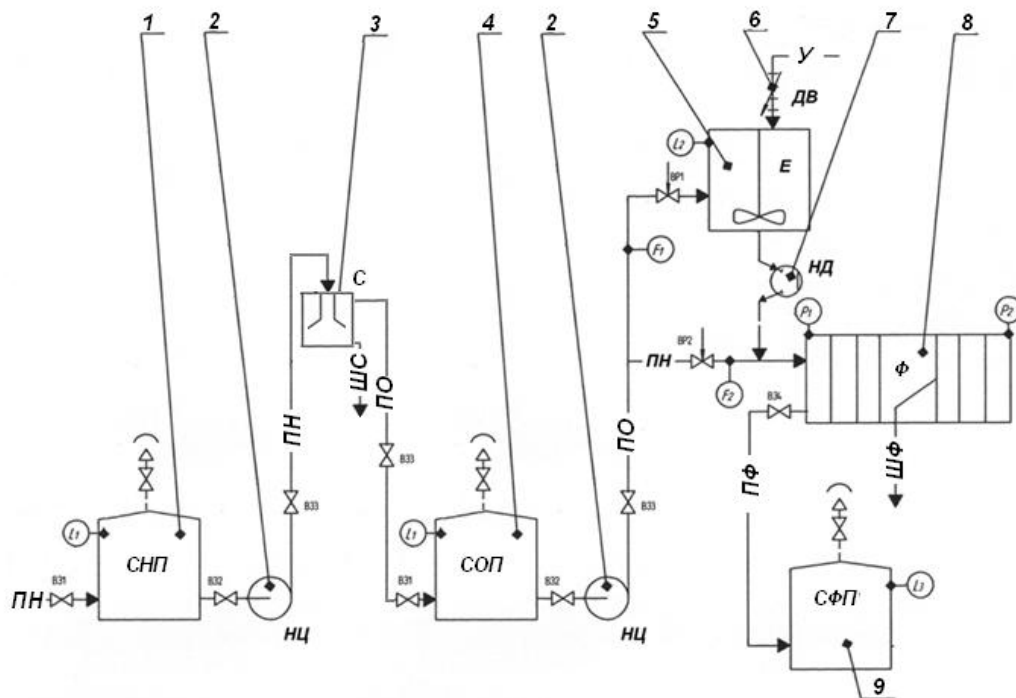 1 2 3 4 2 5 6 7 8
У
ДВ
L2
Е
ВР1
F1
НД
С
P1 P2
ВР2
ПН
Ф
F2
ШС
ПО
ПН
ПО
В34
ШФ
ПФ
В33
В33
В33
L1
СНП
L1
СОП
В31
В32
В31
В32
ПН
НЦ
НЦ
СФП
L3
9